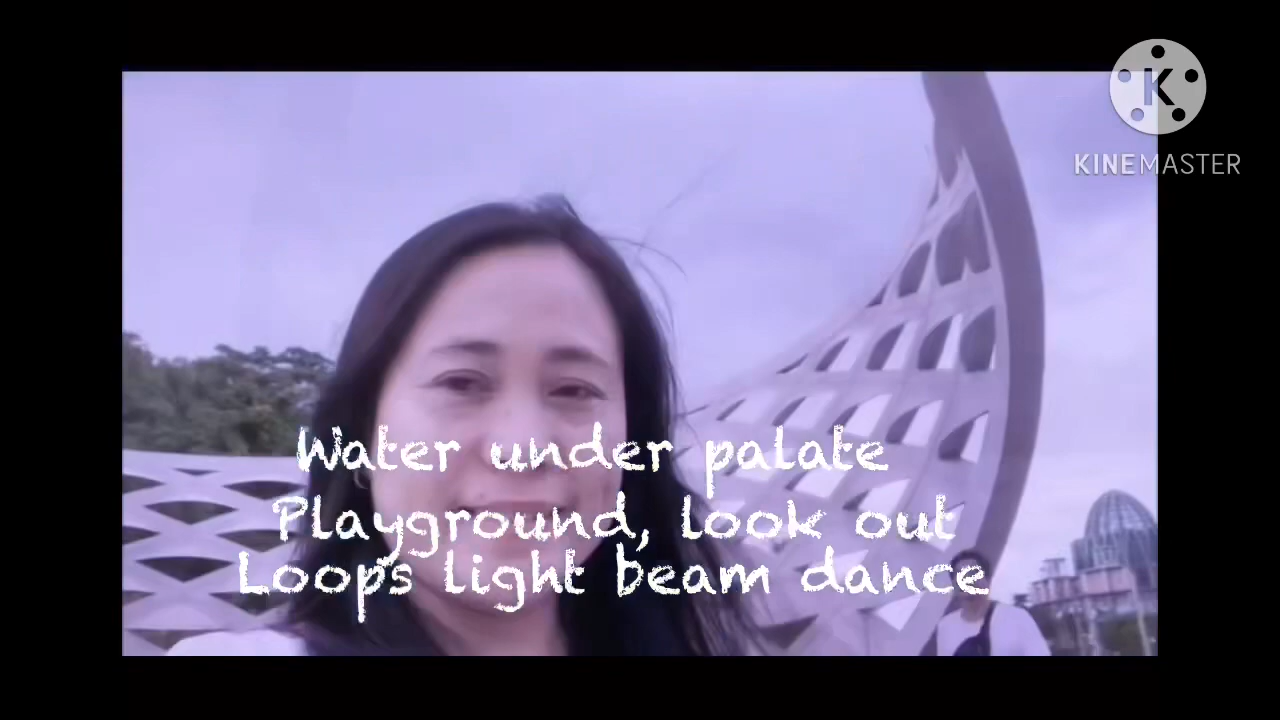 K
KINEMASTER
Water under palate
Playground, look out
Loops light beam dance